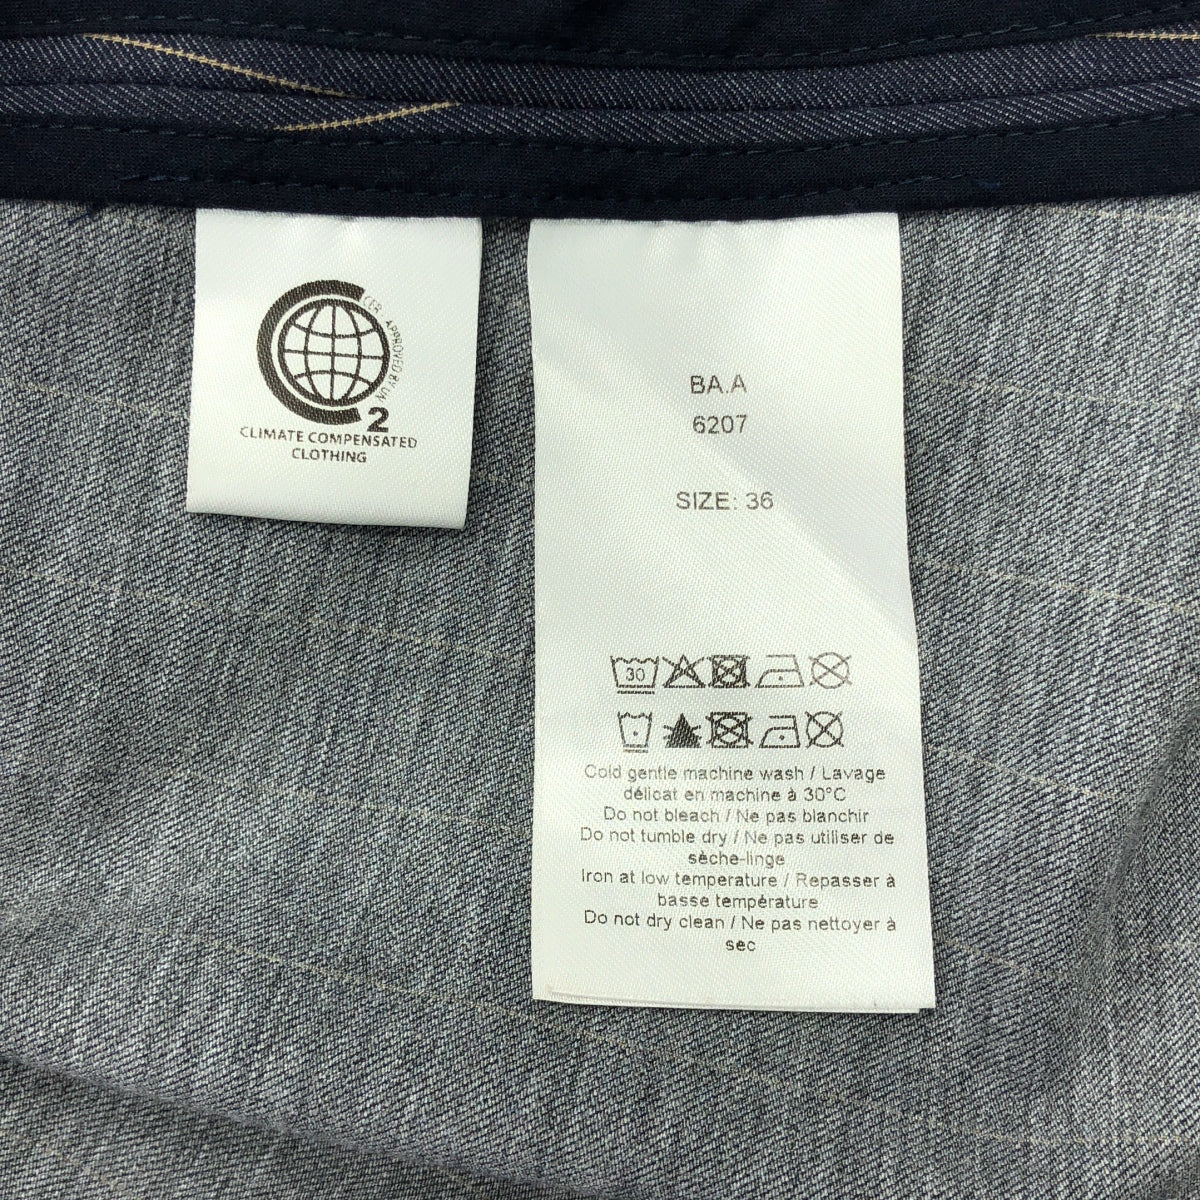 CER - APPROVED BY UN
2
CLIMATE COMPENSATED
CLOTHING
BA.A
6207
SIZE: 36
30
Cold gentle machine wash / Lavage
délicat en machine à 30°C
Do not bleach / Ne pas blanchir
Do not tumble dry / Ne pas utiliser de
sèche-linge
Iron at low temperature / Repasser à
basse température
Do not dry clean / Ne pas nettoyer à
sec